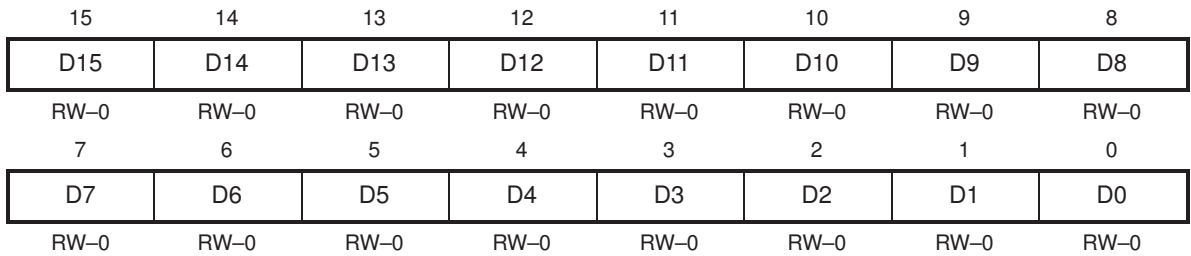 15 14 13 12 11 10 9 8
D15 D14 D13 D12 D11 D10 D9 D8
RW–0 RW–0 RW–0 RW–0 RW–0 RW–0 RW–0 RW–0
7 6 5 4 3 2 1 0
D7 D6 D5 D4 D3 D2 D1 D0
RW–0 RW–0 RW–0 RW–0 RW–0 RW–0 RW–0 RW–0